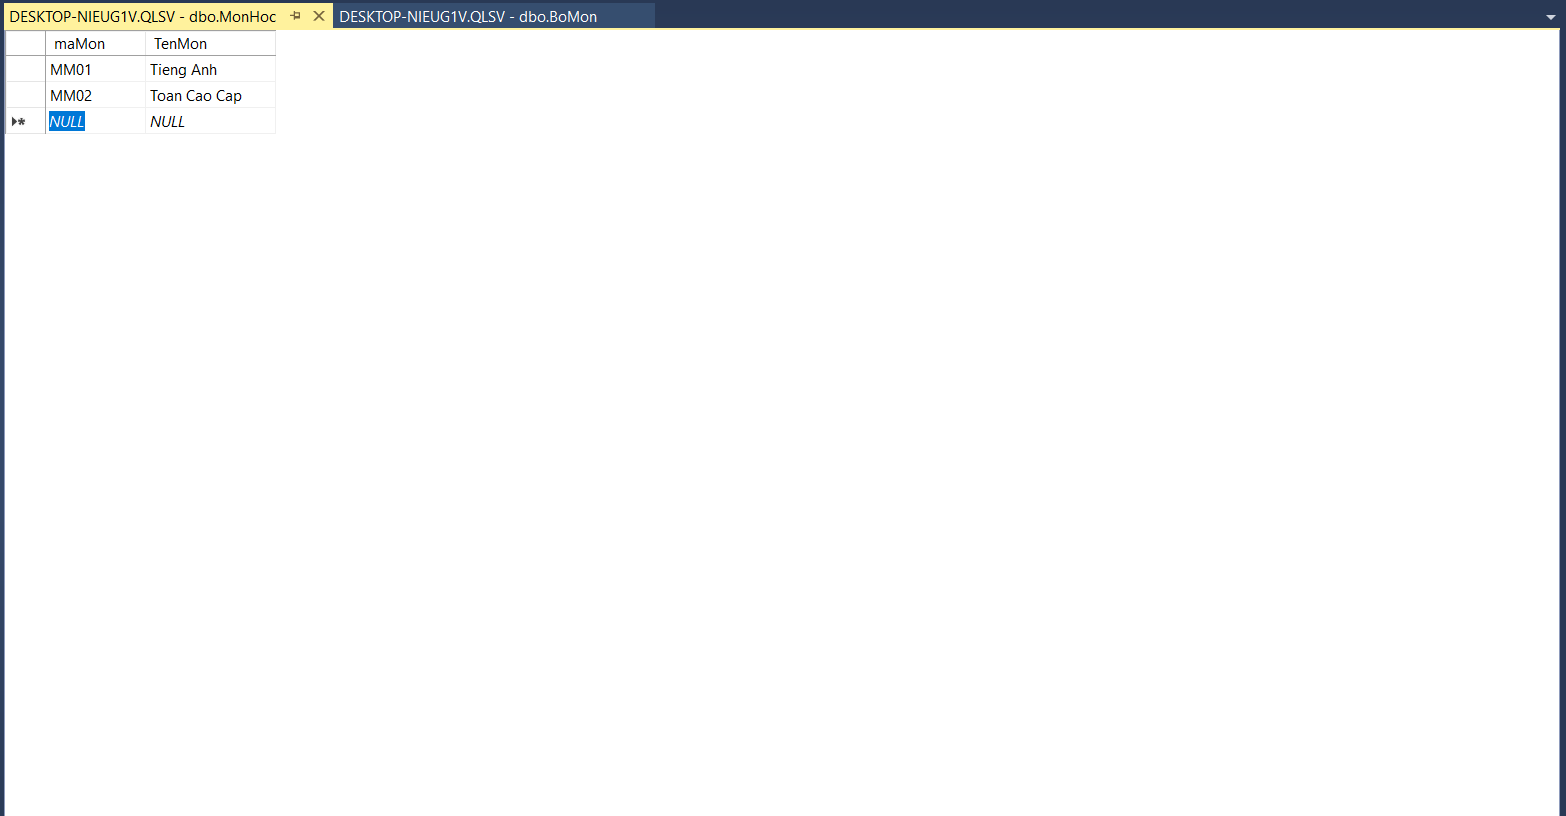 DESKTOP-NIEUG1V.QLSV - dbo.MonHoc DESKTOP-NIEUG1V.QLSV - dbo.BoMon
maMon TenMon
MM01 Tieng Anh
MM02 Toan Cao Cap
NULL NULL